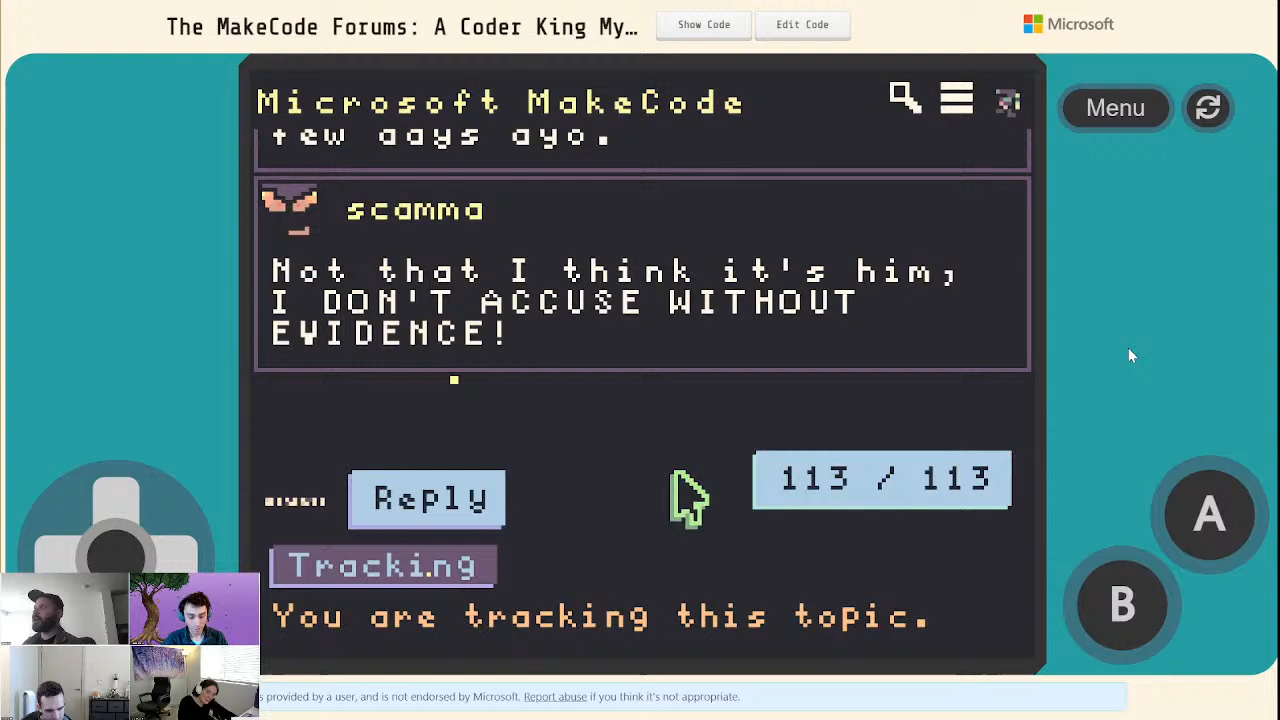 The MakeCode Forums: A Coder King My…
Show Code
Edit Code
Microsoft
Microsoft MakeCode
Menu
few days ago.
scamma
Not that I think it's him,
I DON'T ACCUSE WITHOUT
EVIDENCE!
Reply
113 / 113
Tracking
You are tracking this topic.
A
B
provided by a user, and is not endorsed by Microsoft. Report abuse if you think it's not appropriate.